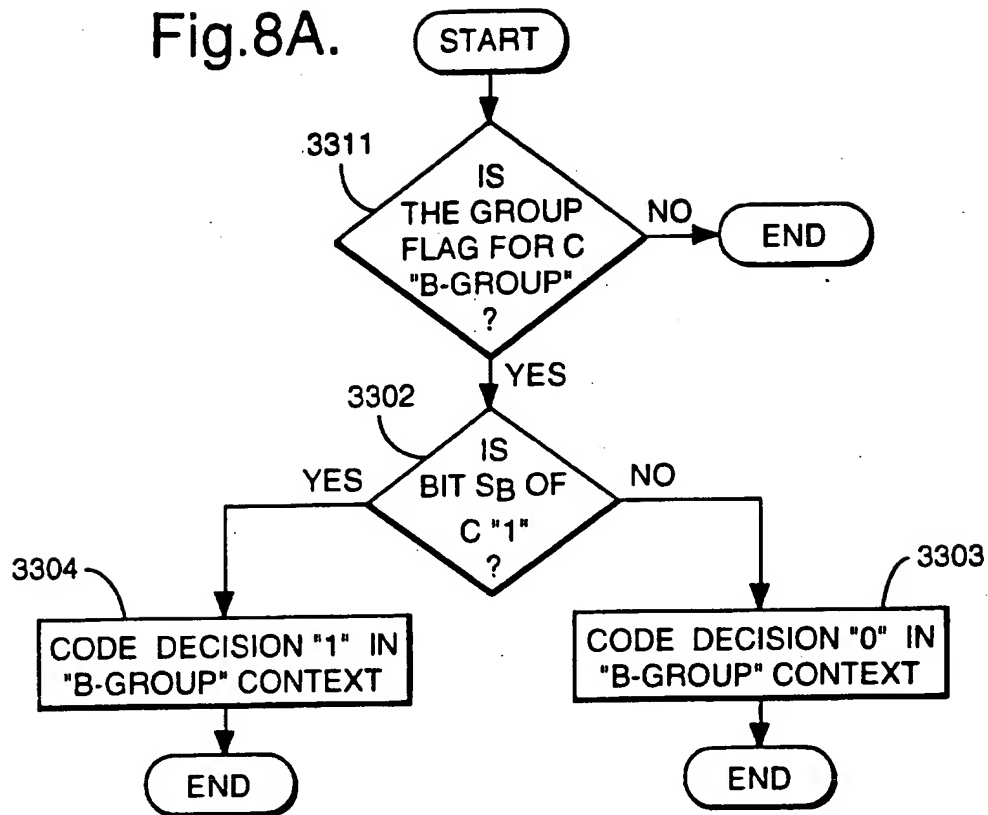 Fig.8A.
START
3311
IS
THE GROUP
FLAG FOR C
"B-GROUP"
?
NO
END
YES
3302
IS
BIT SB OF
C "1"
?
YES
NO
3304
3303
CODE DECISION "1" IN
"B-GROUP" CONTEXT
CODE DECISION "0" IN
"B-GROUP" CONTEXT
END
END